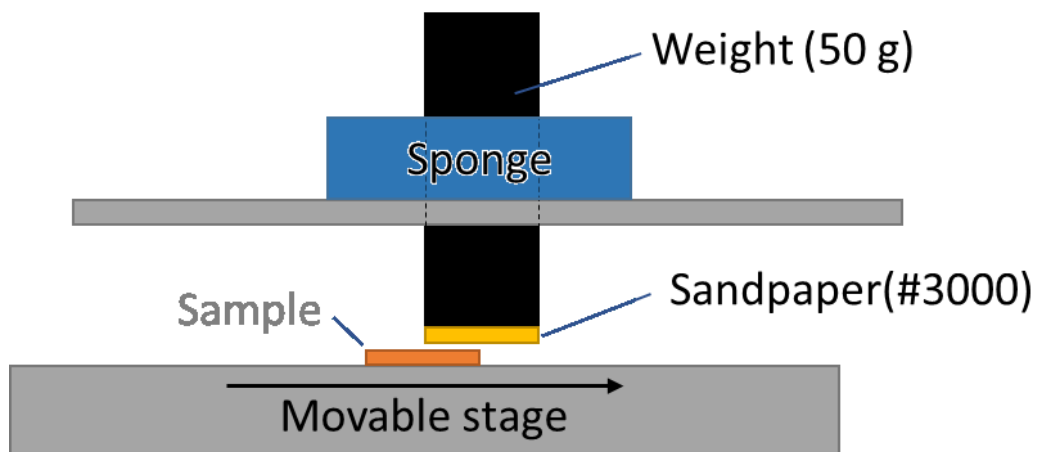 Weight (50 g)
Sponge
Sandpaper(#3000)
Sample
Movable stage